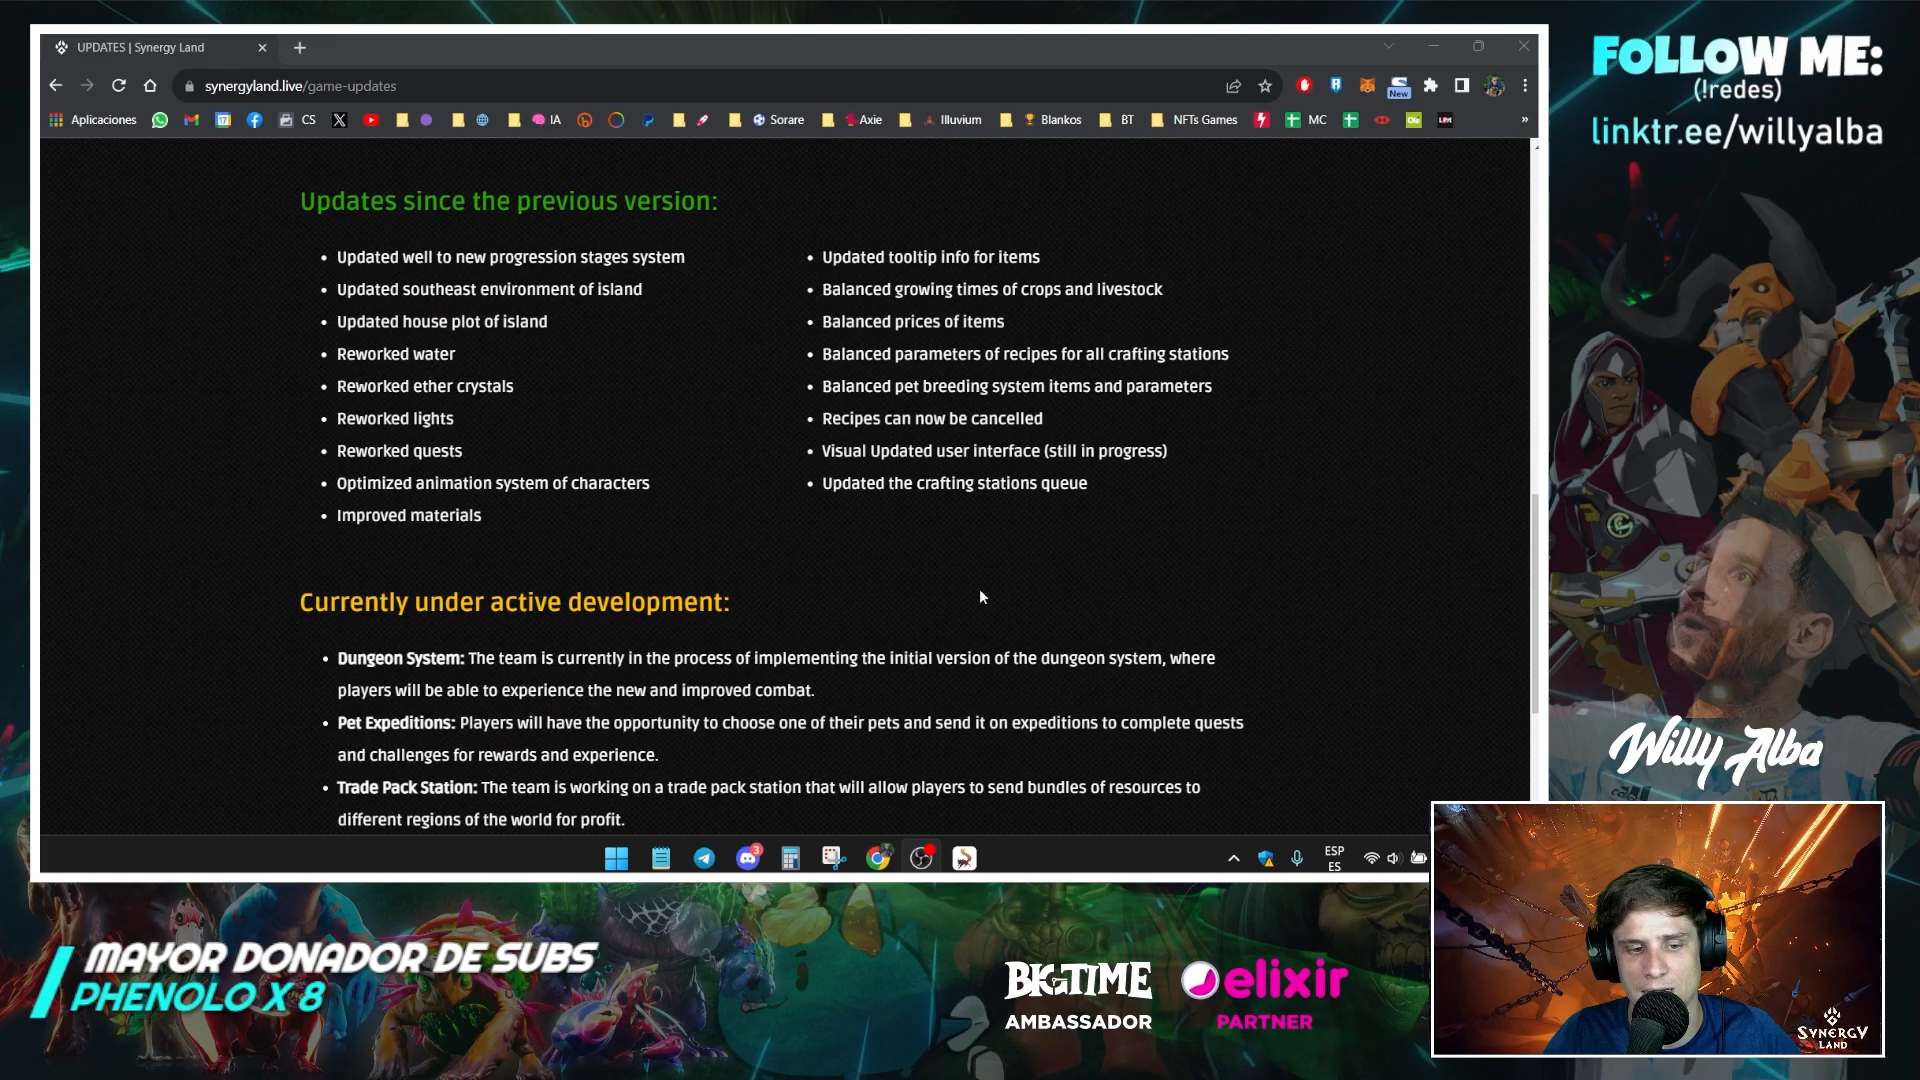 UPDATES | Synergy Land
synergyland.live/game-updates
New
Aplicaciones
CS
IA
Sorare
Axie
Illuvium
Blankos
BT
NFTs Games
MC
»
Updates since the previous version:
• Updated well to new progression stages system
• Updated southeast environment of island
• Updated house plot of island
• Reworked water
• Reworked ether crystals
• Reworked lights
• Reworked quests
• Optimized animation system of characters
• Improved materials
• Updated tooltip info for items
• Balanced growing times of crops and livestock
• Balanced prices of items
• Balanced parameters of recipes for all crafting stations
• Balanced pet breeding system items and parameters
• Recipes can now be cancelled
• Visual Updated user interface (still in progress)
• Updated the crafting stations queue
Currently under active development:
• Dungeon System: The team is currently in the process of implementing the initial version of the dungeon system, where
players will be able to experience the new and improved combat.
• Pet Expeditions: Players will have the opportunity to choose one of their pets and send it on expeditions to complete quests
and challenges for rewards and experience.
• Trade Pack Station: The team is working on a trade pack station that will allow players to send bundles of resources to
different regions of the world for profit.
3
ESP
ES
FOLLOW ME:
(!redes)
linktr.ee/willyalba
Willy Alba
MAYOR DONADOR DE SUBS
PHENOLO X 8
BIGTIME
AMBASSADOR
elixir
PARTNER
SYNERGY
LAND